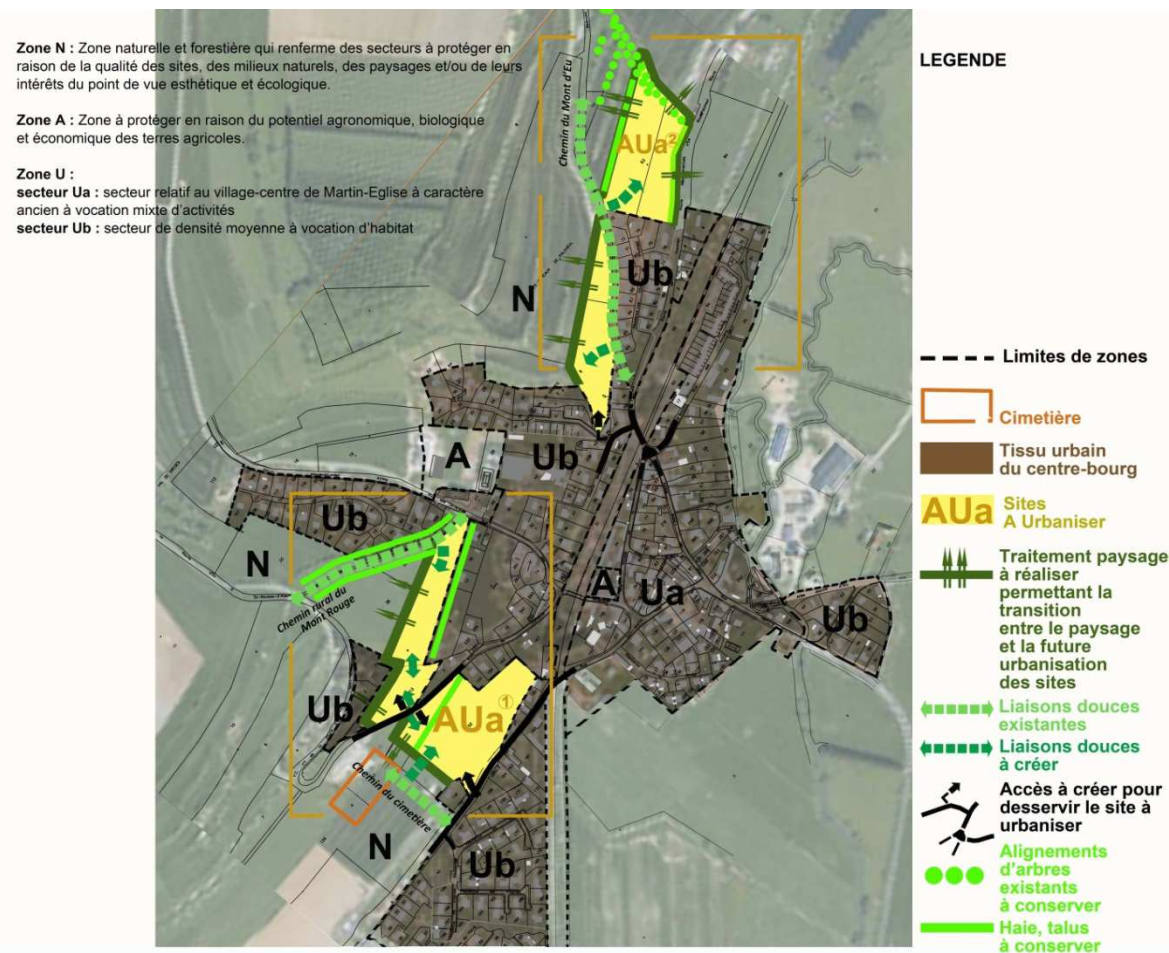 Zone N : Zone naturelle et forestière qui renferme des secteurs à protéger en
raison de la qualité des sites, des milieux naturels, des paysages et/ou de leurs
intérêts du point de vue esthétique et écologique.
Zone A : Zone à protéger en raison du potentiel agronomique, biologique
et économique des terres agricoles.
Zone U :
secteur Ua : secteur relatif au village-centre de Martin-Eglise à caractère
ancien à vocation mixte d'activités
secteur Ub : secteur de densité moyenne à vocation d'habitat
Chemin du Mont d'Eu
AUa²
Ub
N
A
Ub
Ub
N
Chemin rural du
Mont Rouge
A
Ua
Ub
Ub
AUa①
Chemin du cimetière
N
Ub
LEGENDE
Limites de zones
Cimetière
Tissu urbain
du centre-bourg
AUa
Sites
A Urbaniser
Traitement paysage
à réaliser
permettant la
transition
entre le paysage
et la future
urbanisation
des sites
Liaisons douces
existantes
Liaisons douces
à créer
Accès à créer pour
desservir le site à
urbaniser
Alignements
d'arbres
existants
à conserver
Haie, talus
à conserver